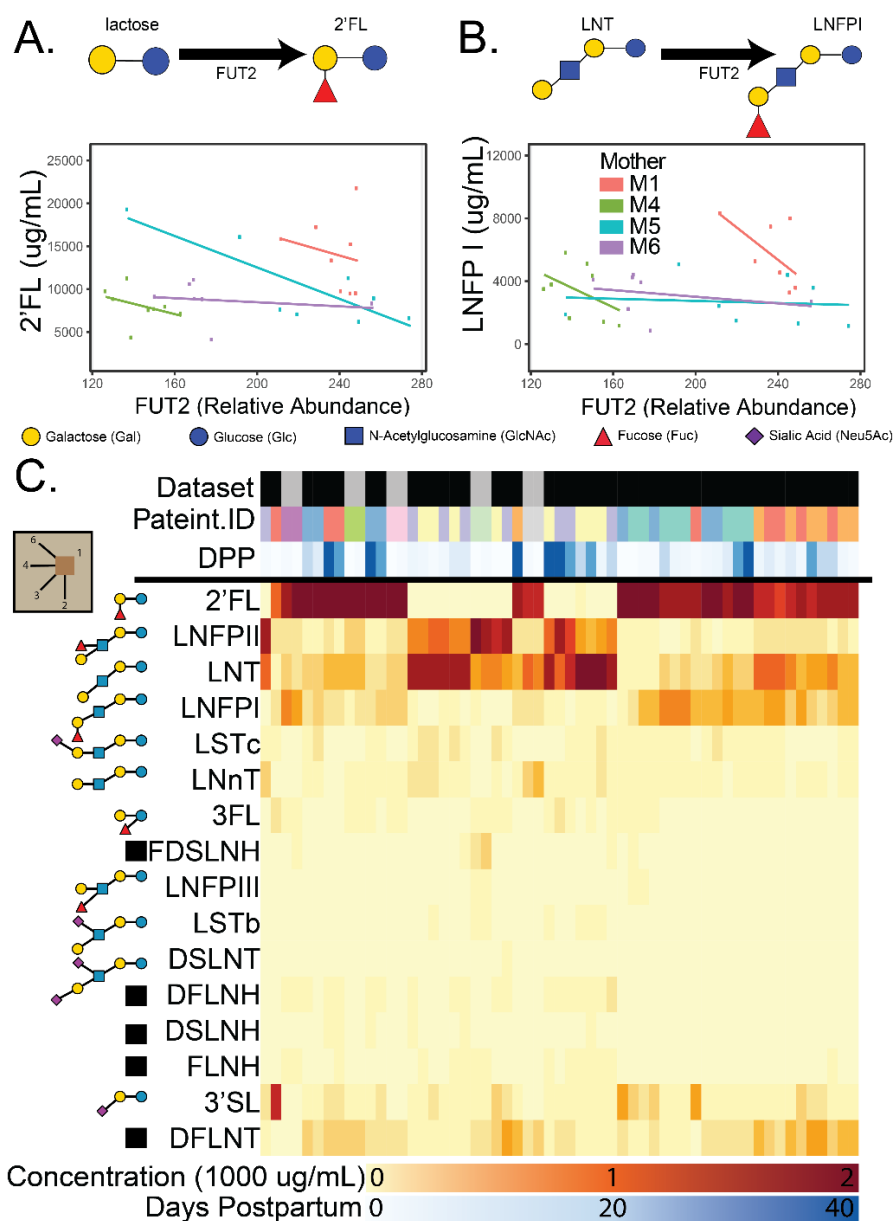 A.
lactose
2'FL
FUT2
B.
LNT
LNFPI
FUT2
2'FL (ug/mL)
25000
20000
15000
10000
5000
126
160
200
240
280
FUT2 (Relative Abundance)
LNFP I (ug/mL)
12000
8000
4000
0
Mother
M1
M4
M5
M6
120
160
200
240
280
FUT2 (Relative Abundance)
Galactose (Gal)
Glucose (Glc)
N-Acetylglucosamine (GlcNAc)
Fucose (Fuc)
Sialic Acid (Neu5Ac)
C.
Dataset
Pateint.ID
DPP
6
1
4
3
2
2'FL
LNFPII
LNT
LNFPI
LSTc
LNnT
3FL
FDSLNH
LNFPIII
LSTb
DSLNT
DFLNH
DSLNH
FLNH
3'SL
DFLNT
Concentration (1000 ug/mL) 0 1 2
Days Postpartum 0 20 40